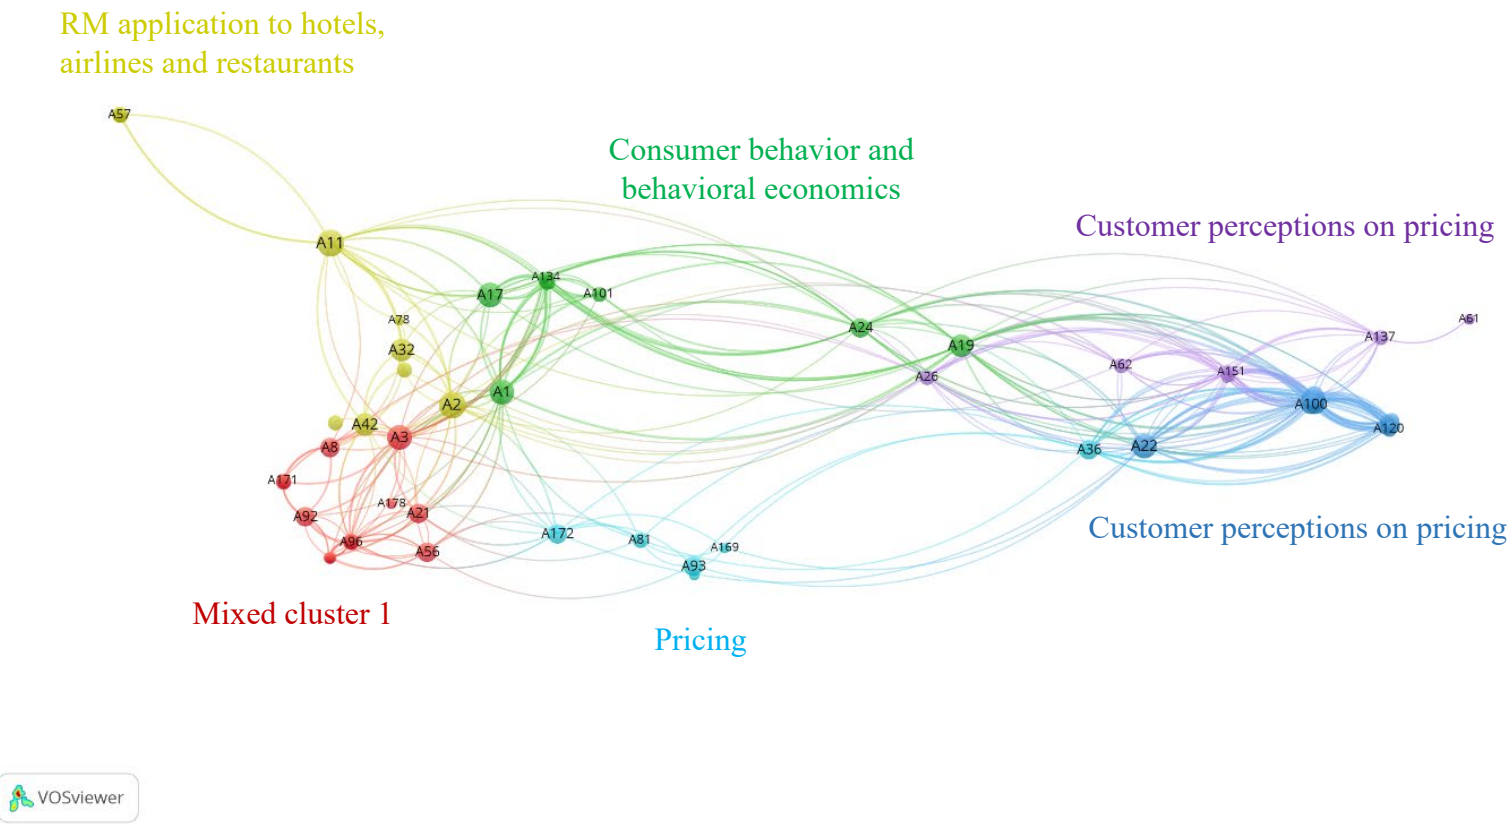 RM application to hotels,
airlines and restaurants
A57
Consumer behavior and
behavioral economics
Customer perceptions on pricing
A11
A134
A17
A101
A78
A24
A61
A137
A32
A19
A62
A26
A151
A1
A2
A100
A42
A120
A3
A8
A36
A22
A171
A178
A92
A21
Customer perceptions on pricing
A172
A96
A81
A169
A56
A93
Mixed cluster 1
Pricing
VOSviewer